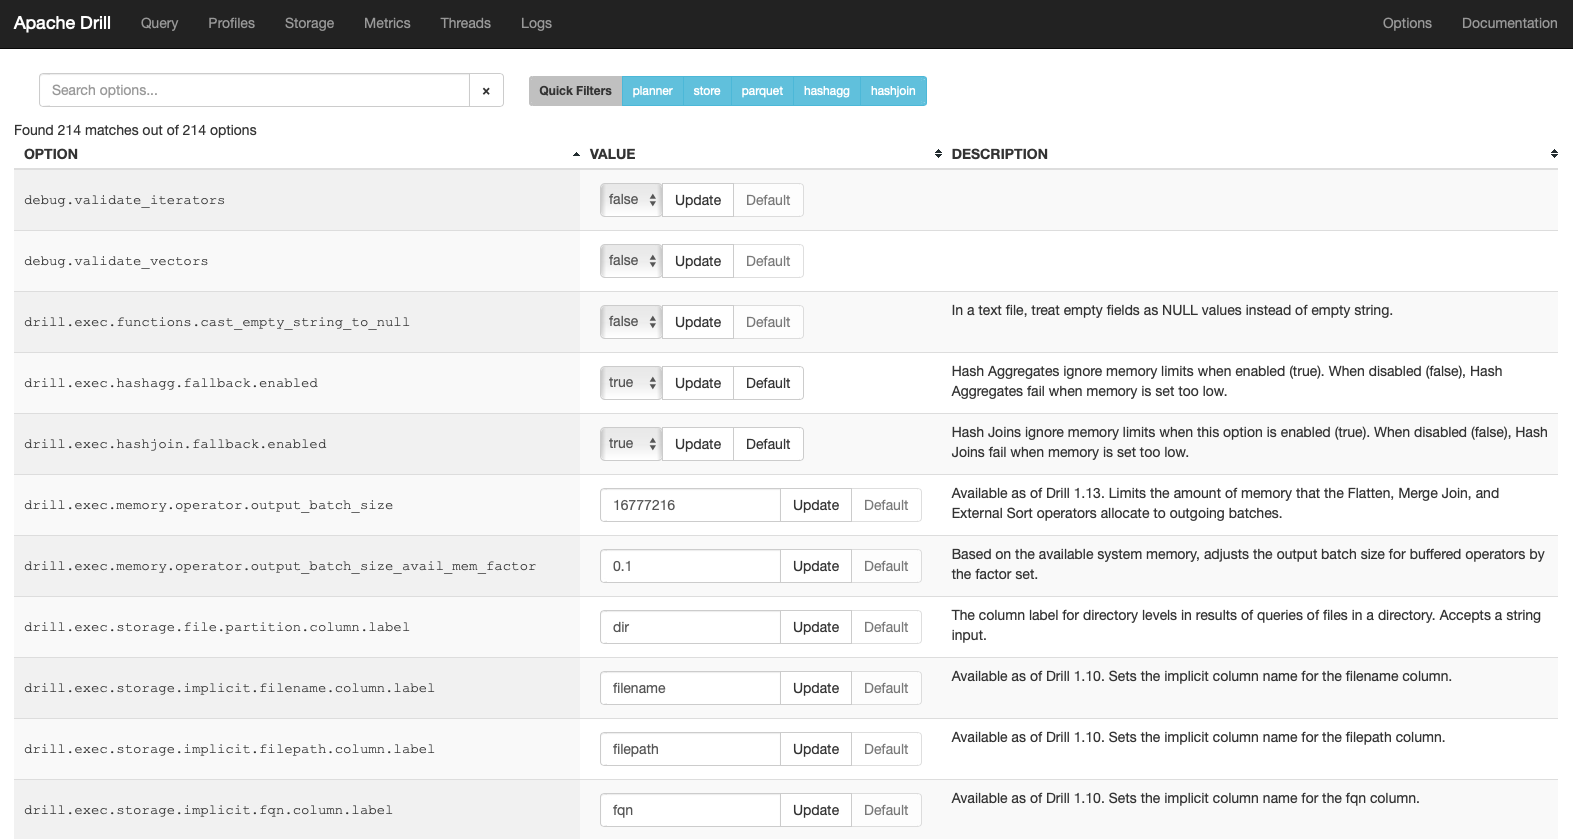 Apache Drill Query Profiles Storage Metrics Threads Logs Options Documentation
Search options... × Quick Filters planner store parquet hashagg hashjoin
Found 214 matches out of 214 options
OPTION VALUE DESCRIPTION
debug.validate_iterators false Update Default
debug.validate_vectors false Update Default
drill.exec.functions.cast_empty_string_to_null false Update Default In a text file, treat empty fields as NULL values instead of empty string.
drill.exec.hashagg.fallback.enabled true Update Default Hash Aggregates ignore memory limits when enabled (true). When disabled (false), Hash
Aggregates fail when memory is set too low.
drill.exec.hashjoin.fallback.enabled true Update Default Hash Joins ignore memory limits when this option is enabled (true). When disabled (false), Hash
Joins fail when memory is set too low.
drill.exec.memory.operator.output_batch_size 16777216 Update Default Available as of Drill 1.13. Limits the amount of memory that the Flatten, Merge Join, and
External Sort operators allocate to outgoing batches.
drill.exec.memory.operator.output_batch_size_avail_mem_factor 0.1 Update Default Based on the available system memory, adjusts the output batch size for buffered operators by
the factor set.
drill.exec.storage.file.partition.column.label dir Update Default The column label for directory levels in results of queries of files in a directory. Accepts a string
input.
drill.exec.storage.implicit.filename.column.label filename Update Default Available as of Drill 1.10. Sets the implicit column name for the filename column.
drill.exec.storage.implicit.filepath.column.label filepath Update Default Available as of Drill 1.10. Sets the implicit column name for the filepath column.
drill.exec.storage.implicit.fqn.column.label fqn Update Default Available as of Drill 1.10. Sets the implicit column name for the fqn column.